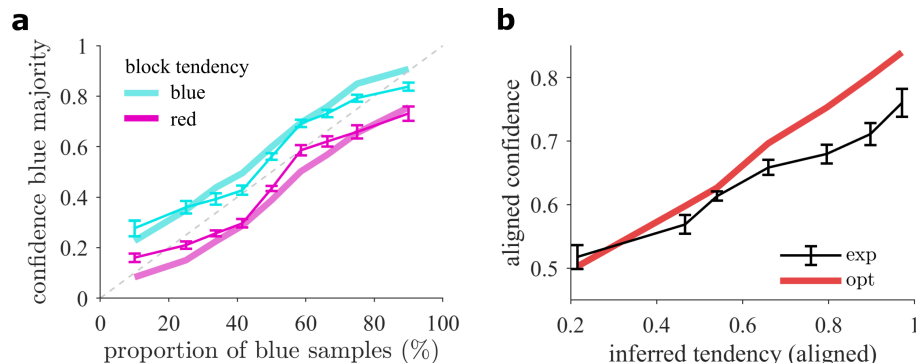 a
confidence blue majority
1
0.8
0.6
0.4
0.2
0
block tendency
blue
red
0
20
40
60
80
100
proportion of blue samples (%)
b
aligned confidence
0.8
0.7
0.6
0.5
exp
opt
0.2
0.4
0.6
0.8
1
inferred tendency (aligned)